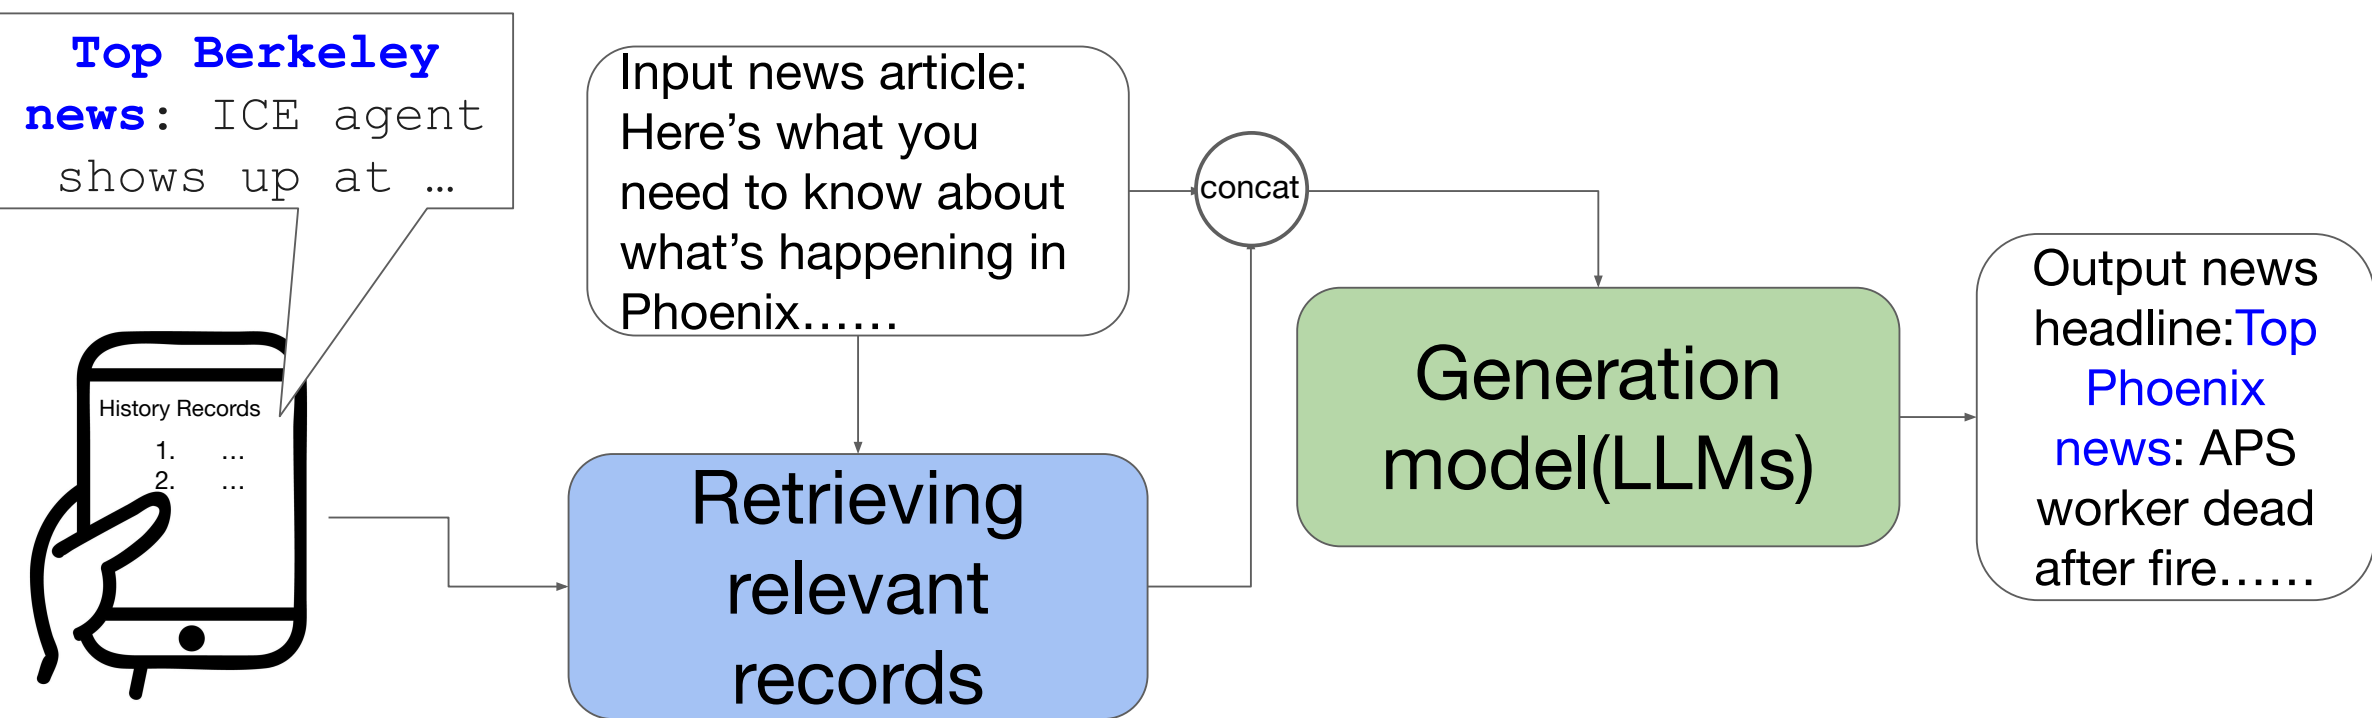 Top Berkeley
news: ICE agent
shows up at …
History Records
1. ...
2. ...
Input news article:
Here’s what you
need to know about
what’s happening in
Phoenix……
concat
Retrieving
relevant
records
Generation
model(LLMs)
Output news
headline:Top
Phoenix
news: APS
worker dead
after fire……